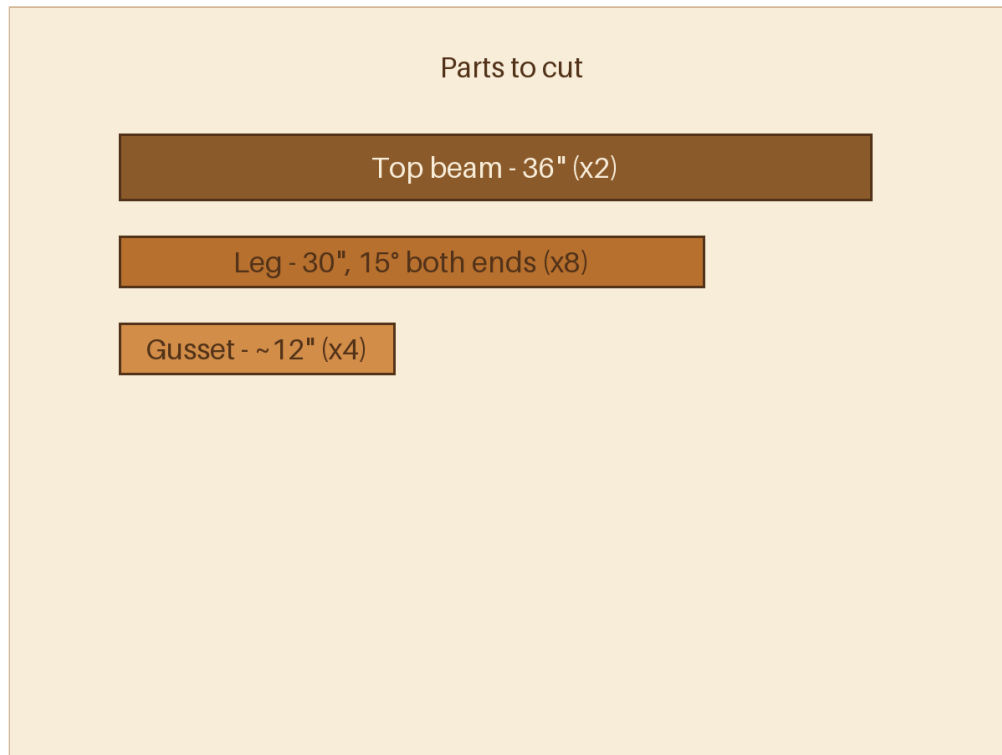 Parts to cut
Top beam - 36" (x2)
Leg - 30", 15° both ends (x8)
Gusset - ~12" (x4)